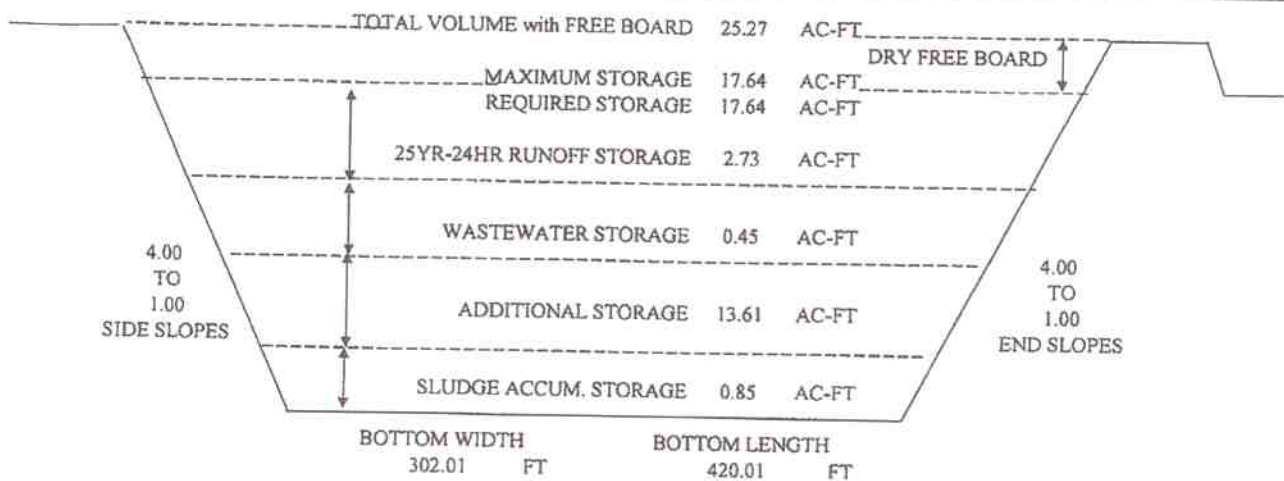 TOTAL VOLUME with FREE BOARD 25.27 AC-FT
DRY FREE BOARD
MAXIMUM STORAGE 17.64 AC-FT
REQUIRED STORAGE 17.64 AC-FT
25YR-24HR RUNOFF STORAGE 2.73 AC-FT
WASTEWATER STORAGE 0.45 AC-FT
4.00
TO
1.00
SIDE SLOPES
ADDITIONAL STORAGE 13.61 AC-FT
4.00
TO
1.00
END SLOPES
SLUDGE ACCUM. STORAGE 0.85 AC-FT
BOTTOM WIDTH
302.01 FT
BOTTOM LENGTH
420.01 FT